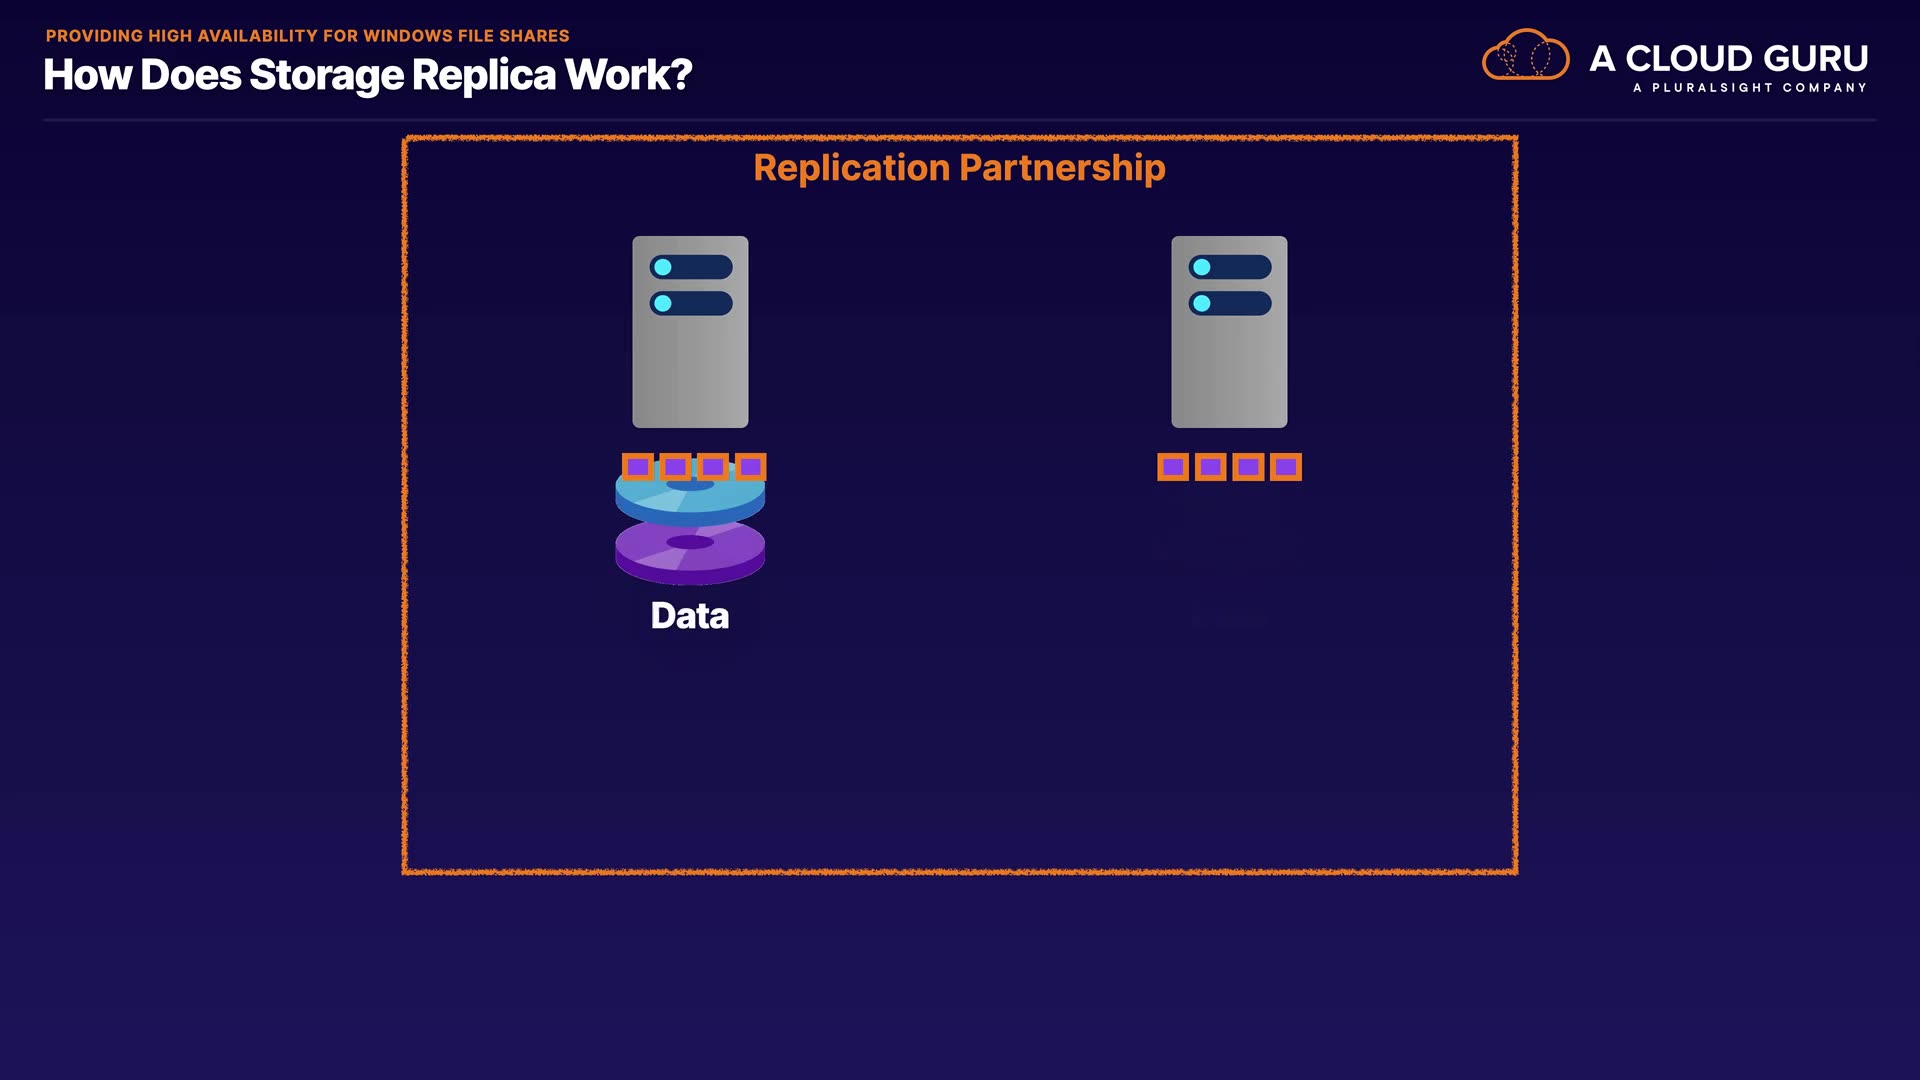 PROVIDING HIGH AVAILABILITY FOR WINDOWS FILE SHARES
How Does Storage Replica Work?
A CLOUD GURU
A PLURALSIGHT COMPANY
Replication Partnership
Data